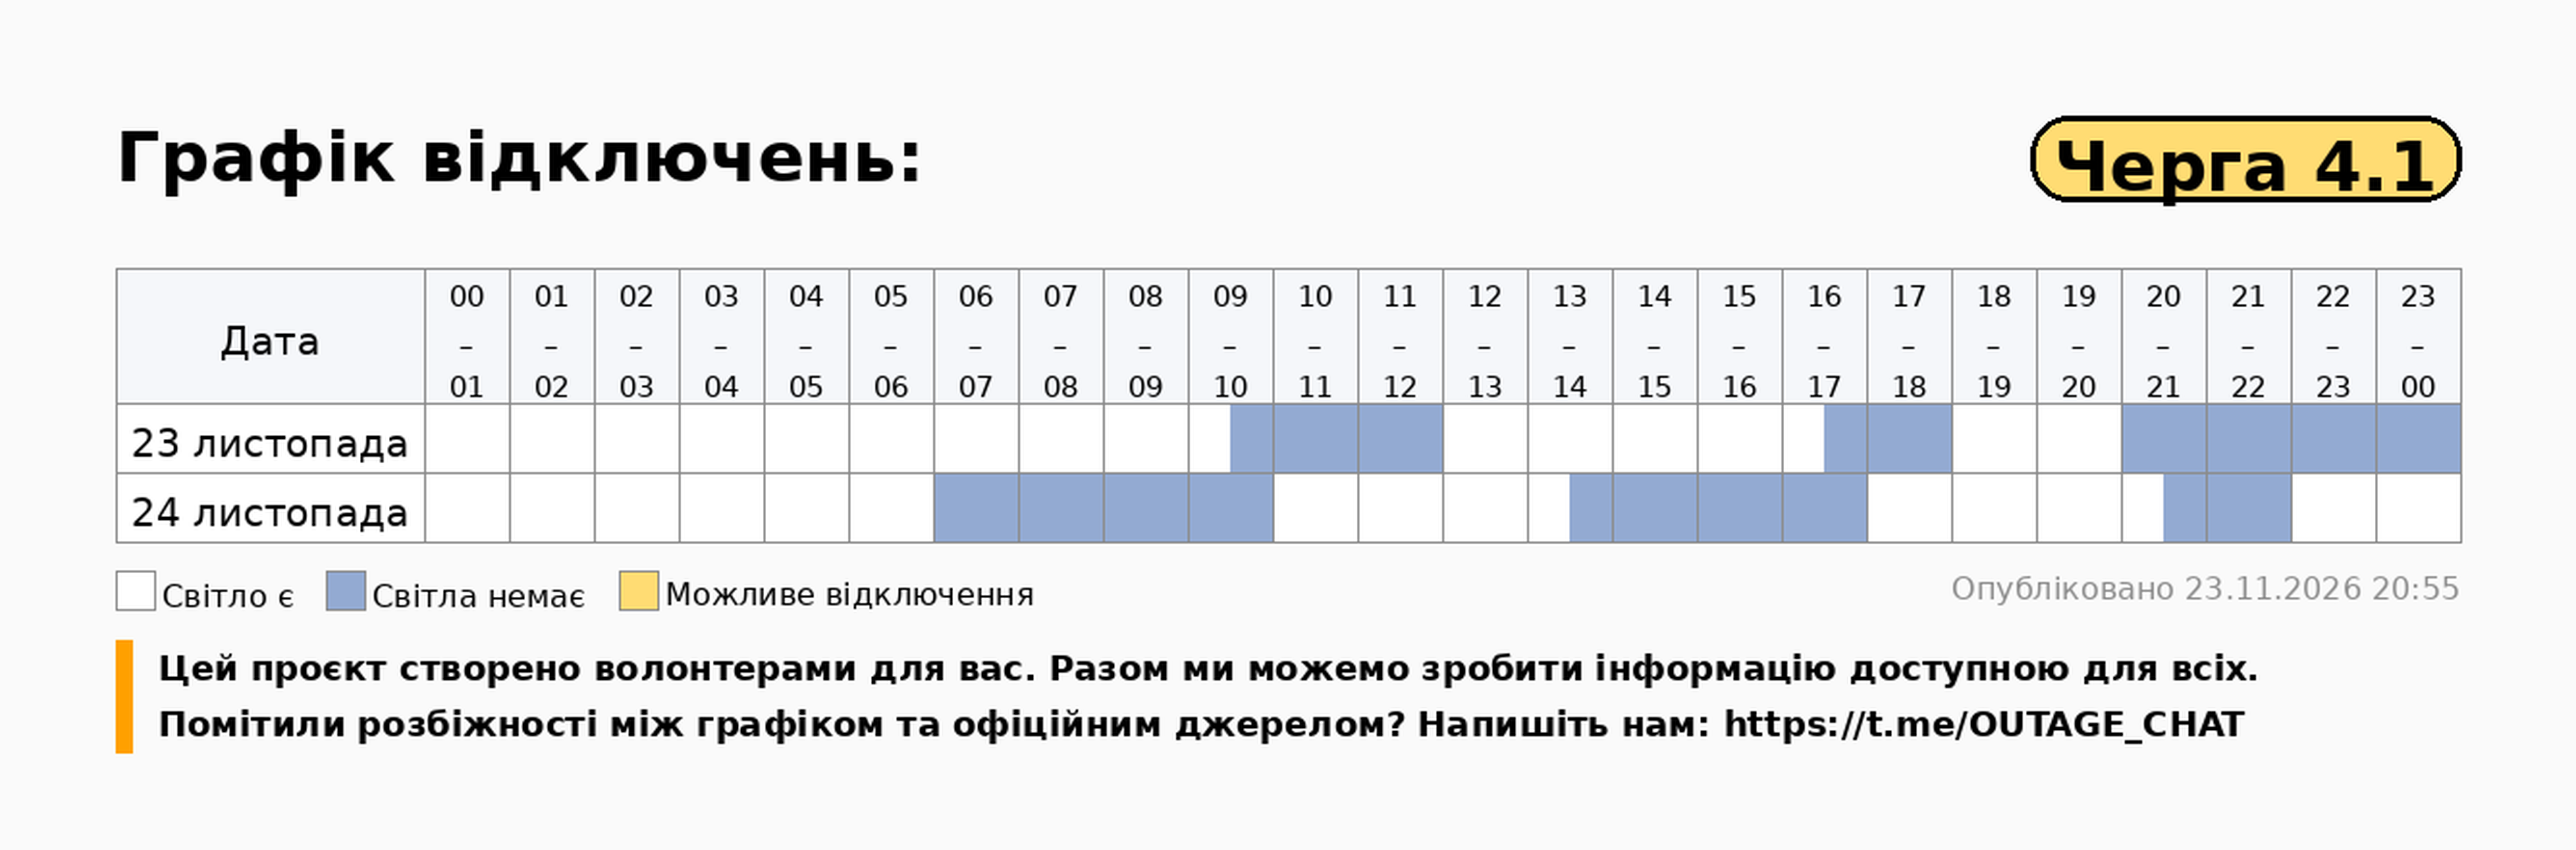 Графік відключень:
Черга 4.1
Дата
00 – 01
01 – 02
02 – 03
03 – 04
04 – 05
05 – 06
06 – 07
07 – 08
08 – 09
09 – 10
10 – 11
11 – 12
12 – 13
13 – 14
14 – 15
15 – 16
16 – 17
17 – 18
18 – 19
19 – 20
20 – 21
21 – 22
22 – 23
23 – 00
23 листопада
24 листопада
Світло є
Світла немає
Можливе відключення
Опубліковано 23.11.2026 20:55
Цей проєкт створено волонтерами для вас. Разом ми можемо зробити інформацію доступною для всіх.
Помітили розбіжності між графіком та офіційним джерелом? Напишіть нам: https://t.me/OUTAGE_CHAT